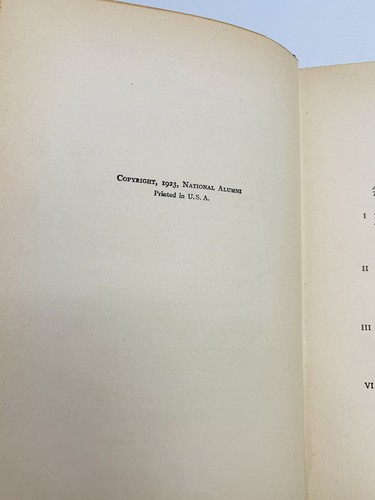 COPYRIGHT, 1923, NATIONAL ALUMNI
Printed in U. S. A.
I
II
III
VI